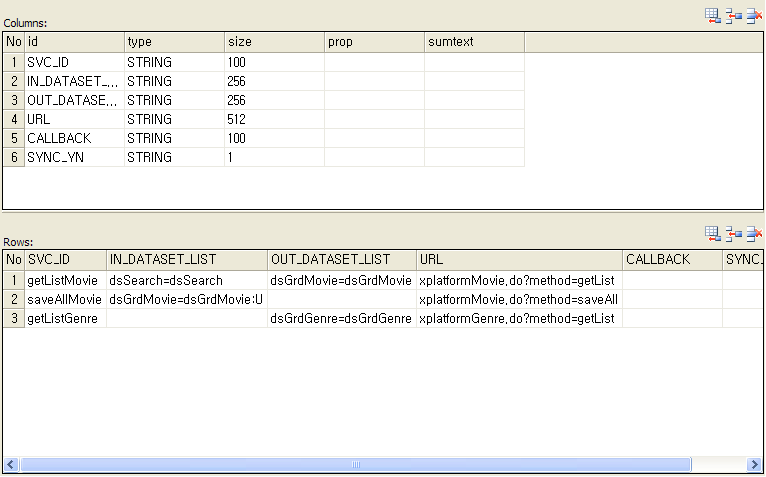 Columns:
No id type size prop sumtext
1 SVC_ID STRING 100
2 IN_DATASET_... STRING 256
3 OUT_DATASE... STRING 256
4 URL STRING 512
5 CALLBACK STRING 100
6 SYNC_YN STRING 1
Rows:
No SVC_ID IN_DATASET_LIST OUT_DATASET_LIST URL CALLBACK SYNC_
1 getListMovie dsSearch=dsSearch dsGrdMovie=dsGrdMovie xplatformMovie.do?method=getList
2 saveAllMovie dsGrdMovie=dsGrdMovie:U xplatformMovie.do?method=saveAll
3 getListGenre dsGrdGenre=dsGrdGenre xplatformGenre.do?method=getList